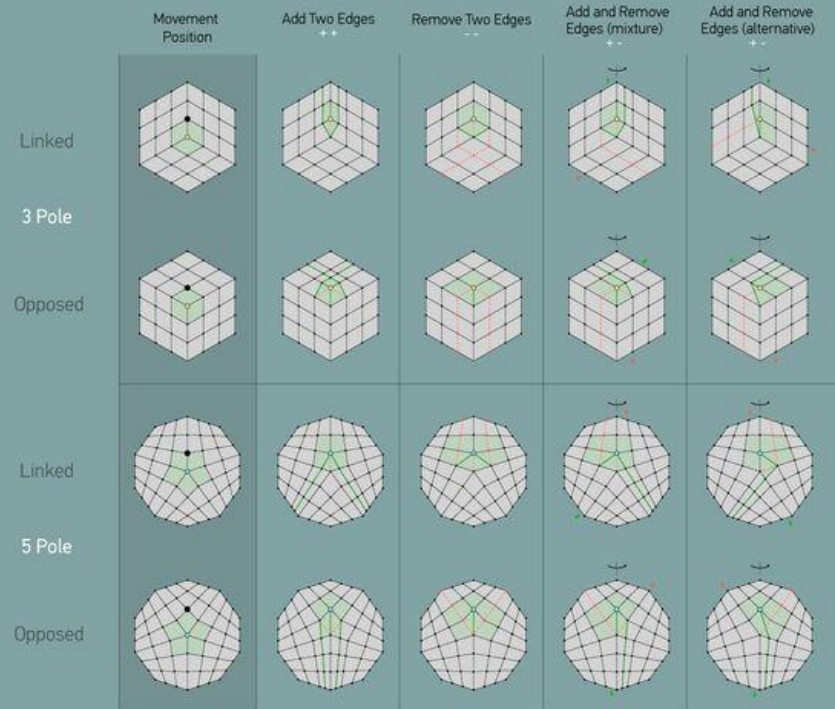 Movement
Position
Add Two Edges
++
Remove Two Edges
--
Add and Remove
Edges (mixture)
+-
Add and Remove
Edges (alternative)
+-
Linked
3 Pole
Opposed
Linked
5 Pole
Opposed